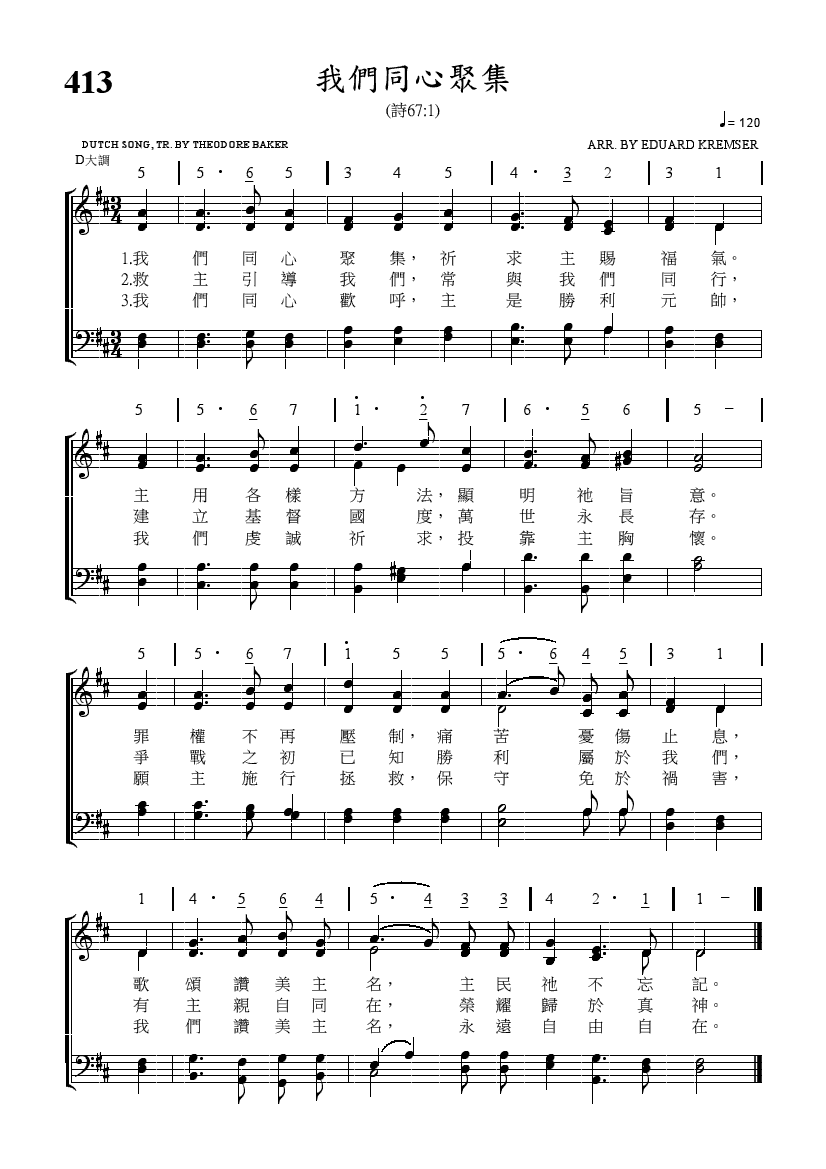 413
我們同心聚集
(詩67:1)
♩= 120
DUTCH SONG, TR. BY THEODORE BAKER
ARR. BY EDUARD KREMSER
D大調
5 | 5 · 6 5 | 3 4 5 | 4 · 3 2 | 3 1 |
3 4
1.我 們 同 心 聚 集， 祈 求 主 賜 福 氣。
2.救 主 引 導 我 們， 常 與 我 們 同 行，
3.我 們 同 心 歡 呼， 主 是 勝 利 元 帥，
3 4
5 | 5 · 6 7 | 1 · 2 7 | 6 · 5 6 | 5 – |
主 用 各 樣 方 法， 顯 明 祂 旨 意。
建 立 基 督 國 度， 萬 世 永 長 存。
我 們 虔 誠 祈 求， 投 靠 主 胸 懷。
5 | 5 · 6 7 | 1 5 5 | 5 · 6 4 5 | 3 1 |
罪 權 不 再 壓 制， 痛 苦 憂 傷 止 息，
爭 戰 之 初 已 知 勝 利 屬 於 我 們，
願 主 施 行 拯 救， 保 守 免 於 禍 害，
1 | 4 · 5 6 4 | 5 · 4 3 3 | 4 2 · 1 | 1 –
歌 頌 讚 美 主 名， 主 民 祂 不 忘 記。
有 主 親 自 同 在， 榮 耀 歸 於 真 神。
我 們 讚 美 主 名， 永 遠 自 由 自 在。